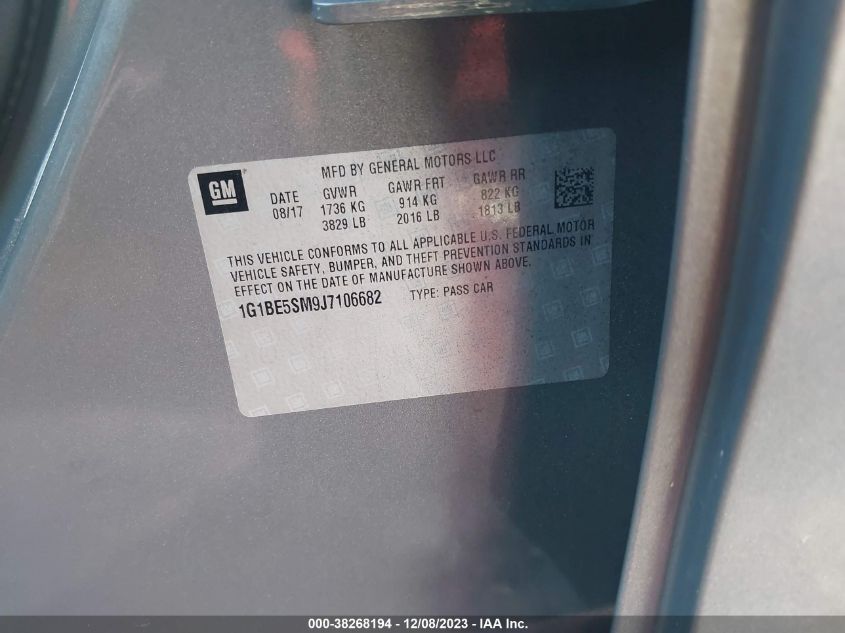 GM
MFD BY GENERAL MOTORS LLC
DATE GVWR GAWR FRT GAWR RR
08/17 1736 KG 914 KG 822 KG
3829 LB 2016 LB 1813 LB
THIS VEHICLE CONFORMS TO ALL APPLICABLE U.S. FEDERAL MOTOR
VEHICLE SAFETY, BUMPER, AND THEFT PREVENTION STANDARDS IN
EFFECT ON THE DATE OF MANUFACTURE SHOWN ABOVE.
1G1BE5SM9J7106682 TYPE: PASS CAR
000-38268194 - 12/08/2023 - IAA Inc.